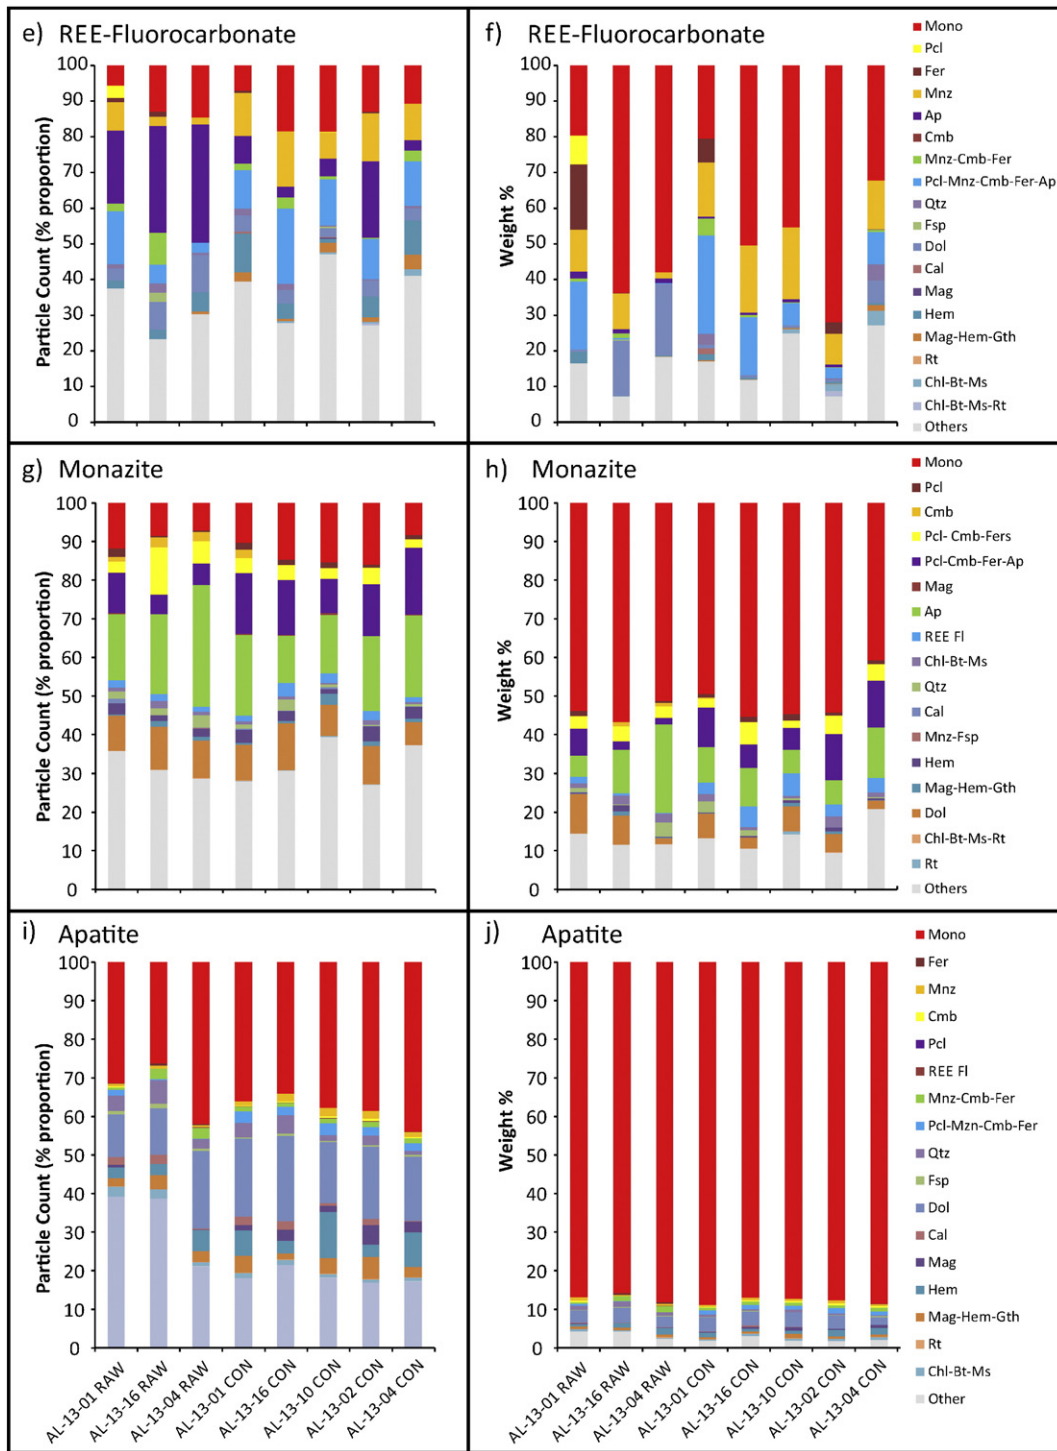 e) REE-Fluorocarbonate
Particle Count (% proportion)
100
90
80
70
60
50
40
30
20
10
0
f) REE-Fluorocarbonate
Weight %
100
90
80
70
60
50
40
30
20
10
0
Mono
Pcl
Fer
Mnz
Ap
Cmb
Mnz-Cmb-Fer
Pcl-Mnz-Cmb-Fer-Ap
Qtz
Fsp
Dol
Cal
Mag
Hem
Mag-Hem-Gth
Rt
Chl-Bt-Ms
Chl-Bt-Ms-Rt
Others
g) Monazite
Particle Count (% proportion)
100
90
80
70
60
50
40
30
20
10
0
h) Monazite
Weight %
100
90
80
70
60
50
40
30
20
10
0
Mono
Pcl
Cmb
Pcl- Cmb-Fers
Pcl-Cmb-Fer-Ap
Mag
Ap
REE Fl
Chl-Bt-Ms
Qtz
Cal
Mnz-Fsp
Hem
Mag-Hem-Gth
Dol
Chl-Bt-Ms-Rt
Rt
Others
i) Apatite
Particle Count (% proportion)
100
90
80
70
60
50
40
30
20
10
0
AL-13-01 RAW
AL-13-16 RAW
AL-13-04 RAW
AL-13-01 CON
AL-13-16 CON
AL-13-10 CON
AL-13-02 CON
AL-13-04 CON
j) Apatite
Weight %
100
90
80
70
60
50
40
30
20
10
0
AL-13-01 RAW
AL-13-16 RAW
AL-13-04 RAW
AL-13-01 CON
AL-13-16 CON
AL-13-10 CON
AL-13-02 CON
AL-13-04 CON
Mono
Fer
Mnz
Cmb
Pcl
REE Fl
Mnz-Cmb-Fer
Pcl-Mzn-Cmb-Fer
Qtz
Fsp
Dol
Cal
Mag
Hem
Mag-Hem-Gth
Rt
Chl-Bt-Ms
Other